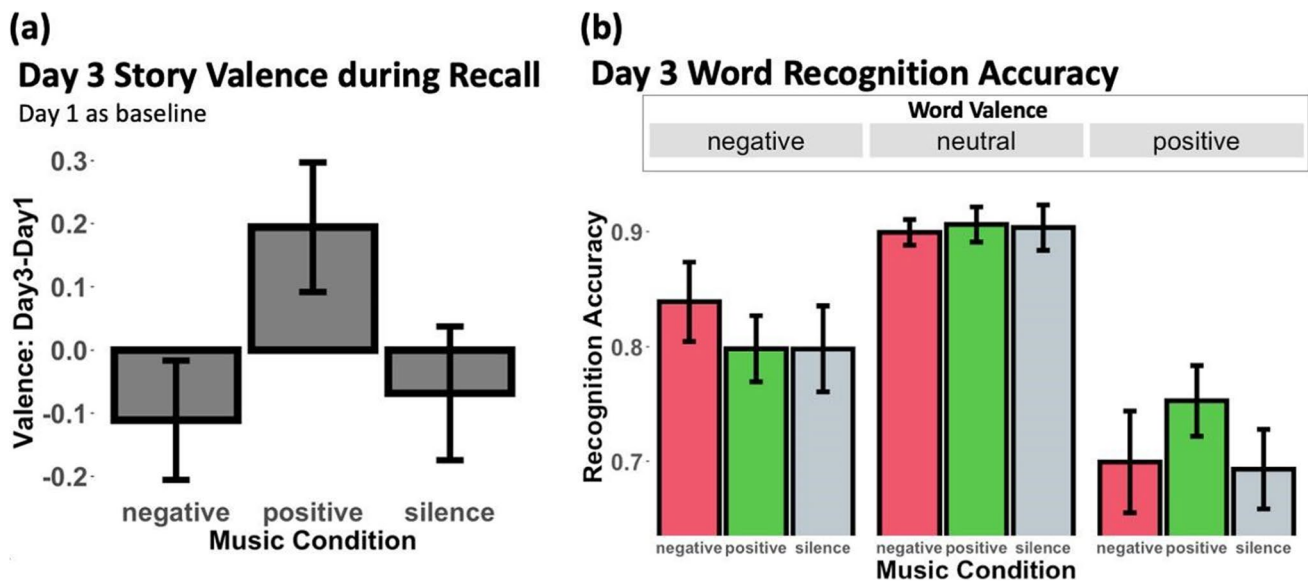 (a)
Day 3 Story Valence during Recall
Day 1 as baseline
Valence: Day3-Day1
0.3
0.2
0.1
0.0
-0.1
-0.2
negative positive silence
Music Condition
(b)
Day 3 Word Recognition Accuracy
Word Valence
negative neutral positive
Recognition Accuracy
0.9
0.8
0.7
negative positive silence negative positive silence negative positive silence
Music Condition